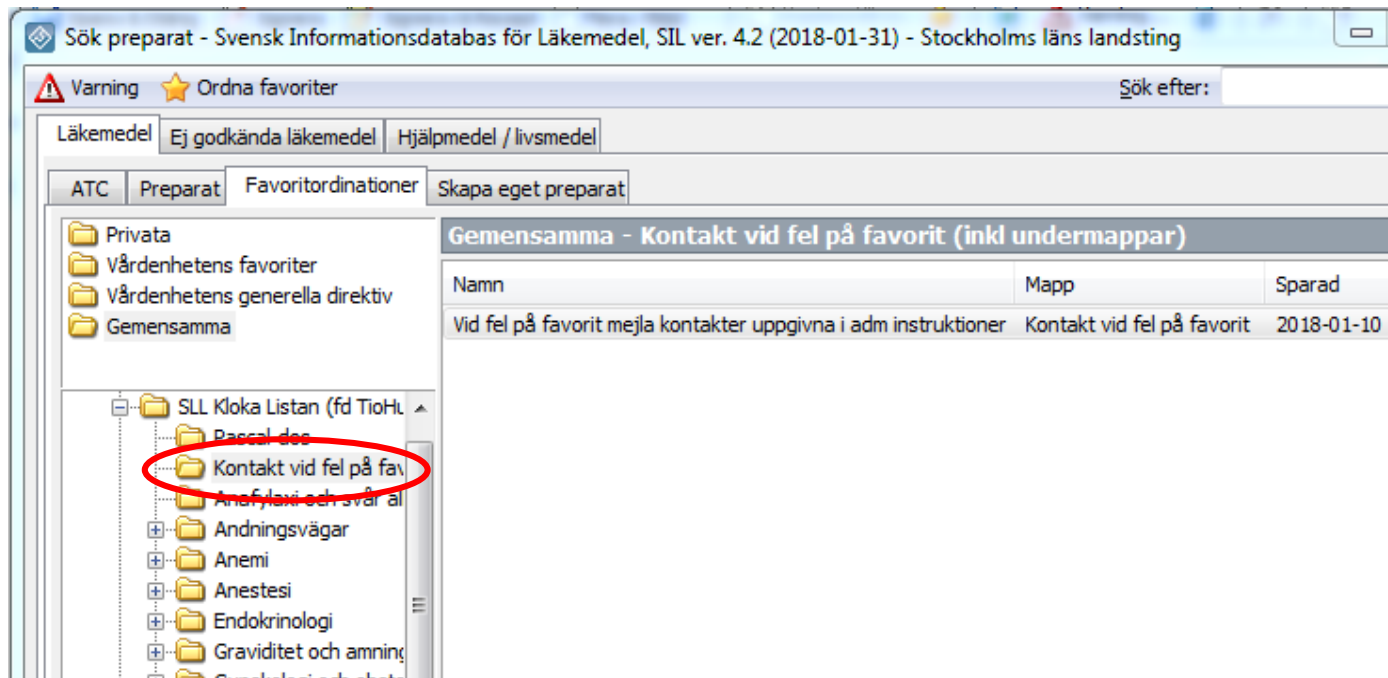 Sök preparat - Svensk Informationsdatabas för Läkemedel, SIL ver. 4.2 (2018-01-31) - Stockholms läns landsting
Varning Ordna favoriter Sök efter:
Läkemedel Ej godkända läkemedel Hjälpmedel / livsmedel
ATC Preparat Favoritordinationer Skapa eget preparat
Privata
Vårdenhetens favoriter
Vårdenhetens generella direktiv
Gemensamma
Gemensamma - Kontakt vid fel på favorit (inkl undermappar)
Namn Mapp Sparad
Vid fel på favorit mejla kontakter uppgivna i adm instruktioner Kontakt vid fel på favorit 2018-01-10
SLL Kloka Listan (fd TioHu
Pascal dos
Kontakt vid fel på fav
Anafylaxi och svår al
Andningsvägar
Anemi
Anestesi
Endokrinologi
Graviditet och amning